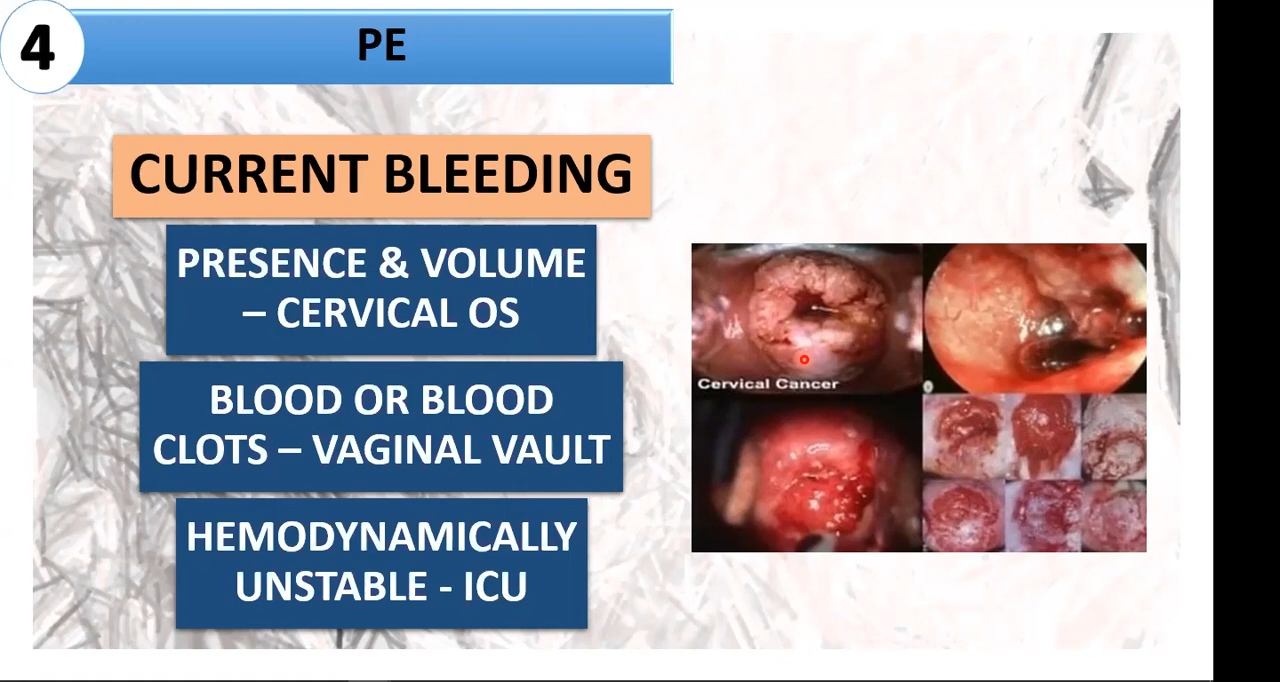 4
PE
CURRENT BLEEDING
PRESENCE & VOLUME
– CERVICAL OS
BLOOD OR BLOOD
CLOTS – VAGINAL VAULT
HEMODYNAMICALLY
UNSTABLE - ICU
Cervical Cancer